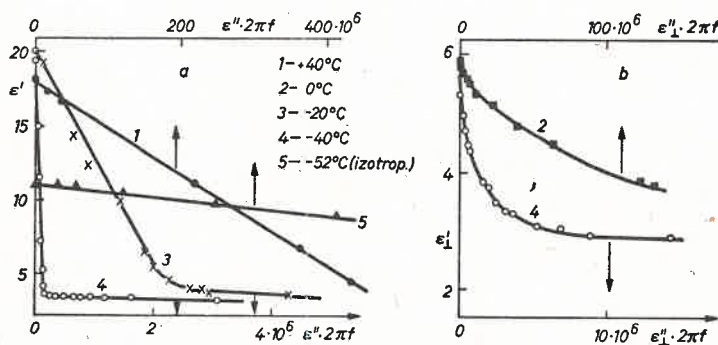 0 200 ε''·2πf 400·10⁶
20
ε'
15
10
5
a
1-+40°C
2- 0°C
3--20°C
4--40°C
5--52°C (izotrop.)
1
5
3
4
0 2 4·10⁶ ε''·2πf
0 100·10⁶ ε''⊥·2πf
6
4
ε'⊥
2
b
2
4
0 10·10⁶ ε''⊥·2πf